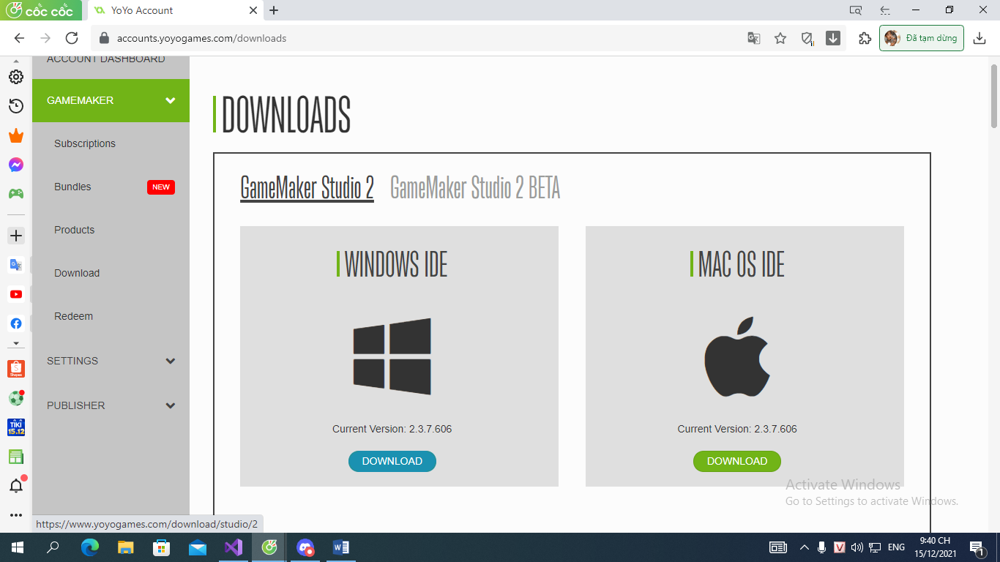 cốc cốc
YoYo Account
accounts.yoyogames.com/downloads
Đã tạm dừng
ACCOUNT DASHBOARD
GAMEMAKER
Subscriptions
Bundles
NEW
Products
Download
Redeem
SETTINGS
PUBLISHER
DOWNLOADS
GameMaker Studio 2
GameMaker Studio 2 BETA
WINDOWS IDE
Current Version: 2.3.7.606
DOWNLOAD
MAC OS IDE
Current Version: 2.3.7.606
DOWNLOAD
Shopee
TIKI
15.12
Activate Windows
Go to Settings to activate Windows.
https://www.yoyogames.com/download/studio/2
ENG
9:40 CH
15/12/2021
1